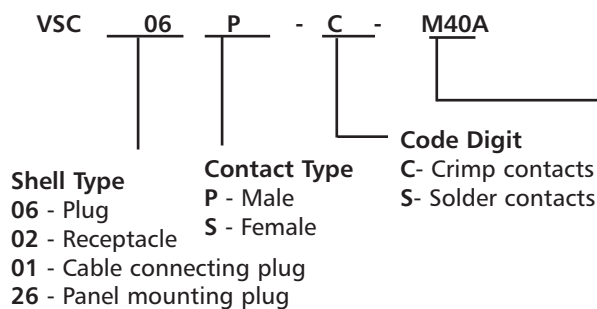 VSC 06 P - C - M40A
Code Digit
C- Crimp contacts
S- Solder contacts
Contact Type
P - Male
S - Female
Shell Type
06 - Plug
02 - Receptacle
01 - Cable connecting plug
26 - Panel mounting plug